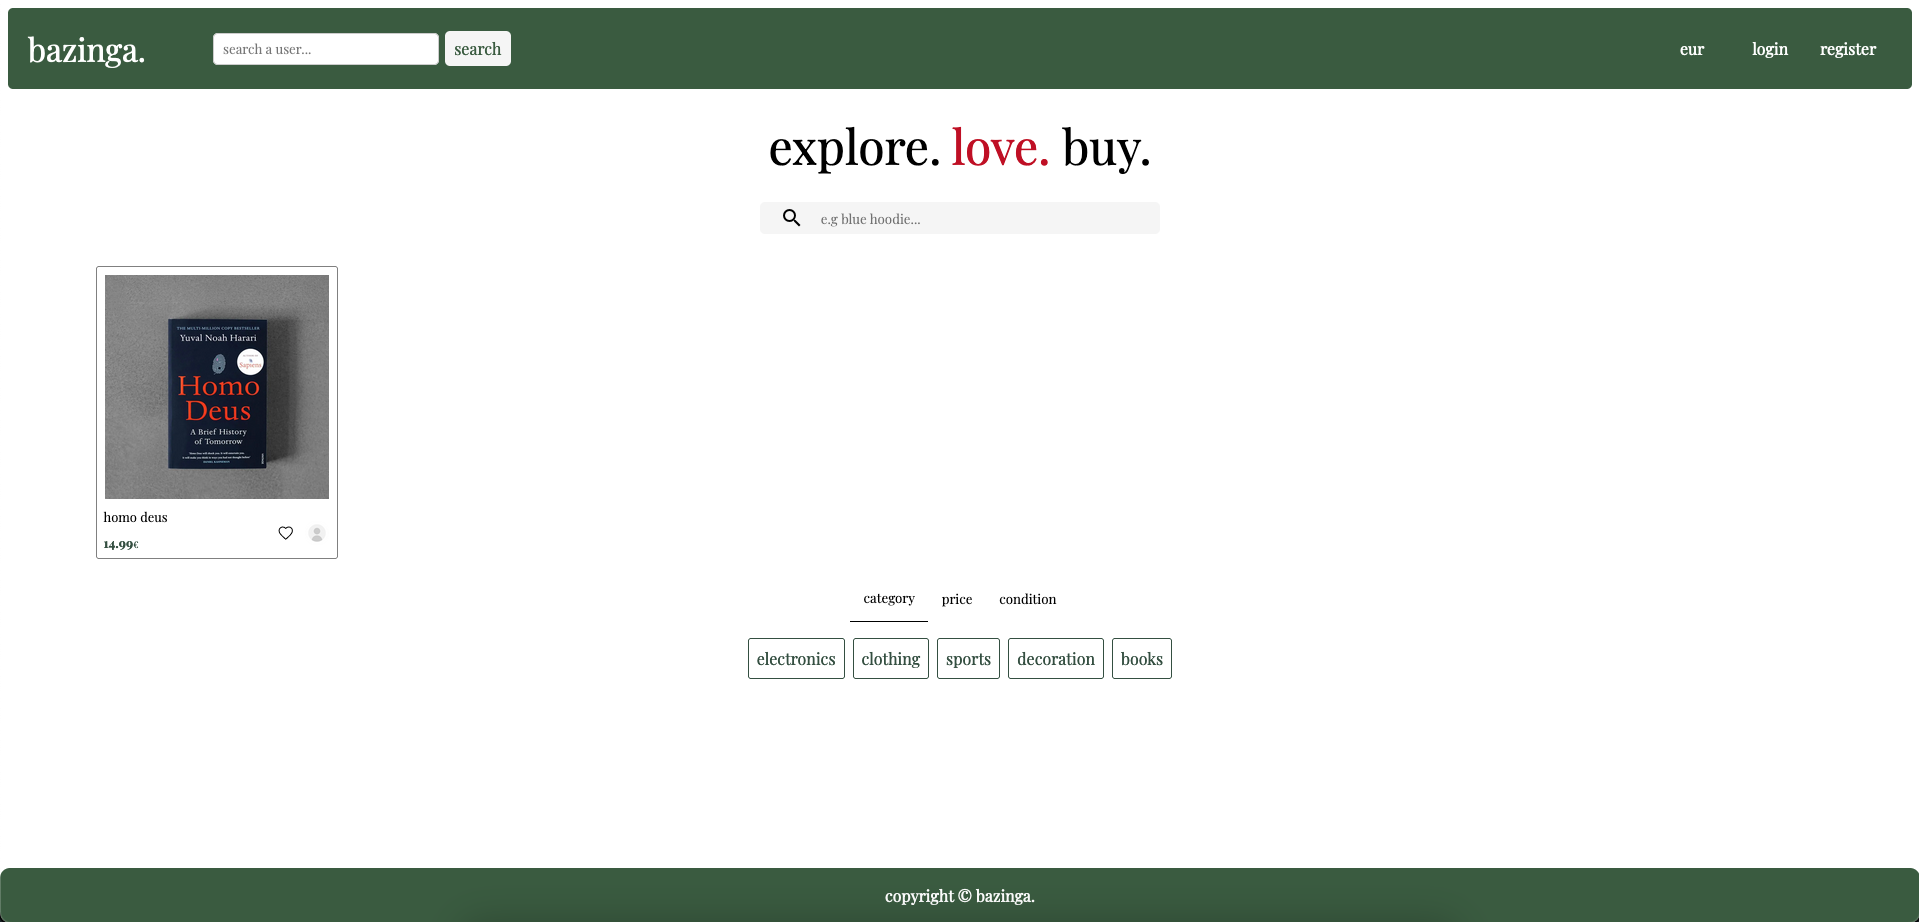 bazinga.
search a user...
search
eur
login
register
explore. love. buy.
e.g blue hoodie...
THE MULTI-MILLION COPY BESTSELLER
Yuval Noah Harari
Sapiens
Homo
Deus
A Brief History
of Tomorrow
homo deus
14.99€
category
price
condition
electronics
clothing
sports
decoration
books
copyright © bazinga.